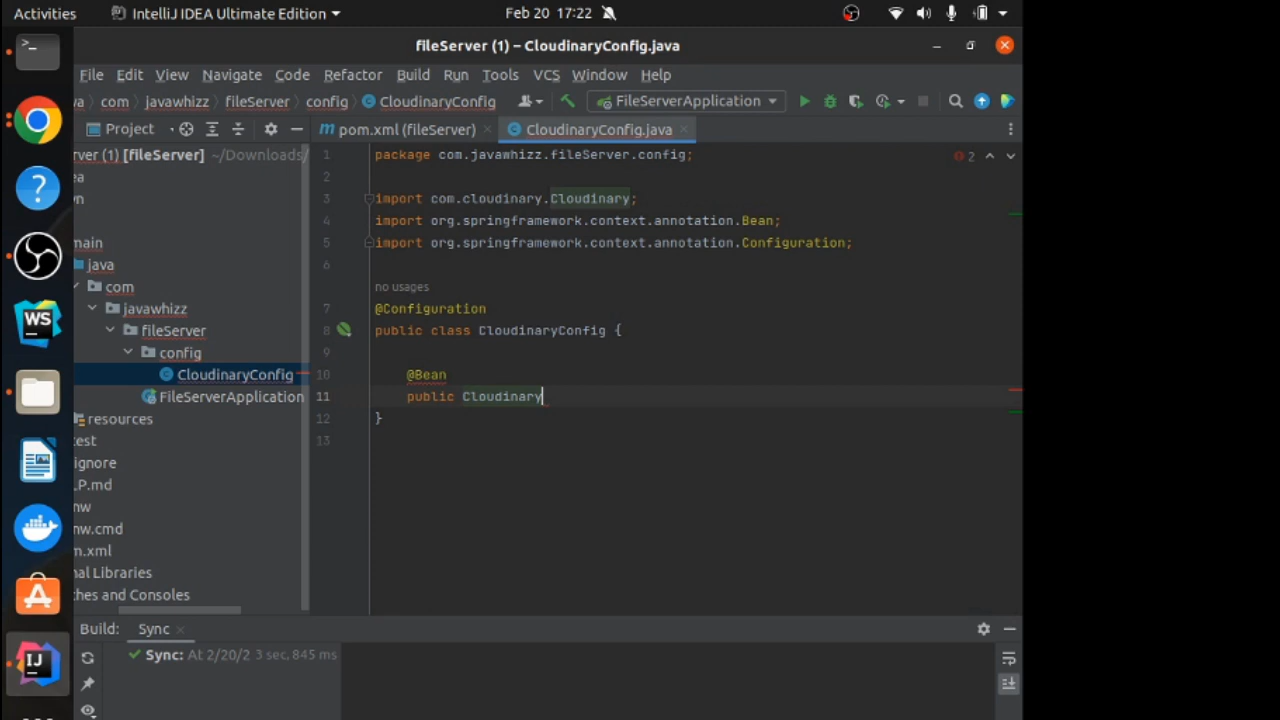 Activities IntelliJ IDEA Ultimate Edition Feb 20 17:22
fileServer (1) – CloudinaryConfig.java
File Edit View Navigate Code Refactor Build Run Tools VCS Window Help
va com javawhizz fileServer config CloudinaryConfig FileServerApplication
Project pom.xml (fileServer) CloudinaryConfig.java
rver (1) [fileServer] ~/Downloads/
ea
n
main
java
com
javawhizz
fileServer
config
CloudinaryConfig
FileServerApplication
resources
test
ignore
P.md
nw
nw.cmd
m.xml
nal Libraries
ches and Consoles
1 package com.javawhizz.fileServer.config;
2
3 import com.cloudinary.Cloudinary;
4 import org.springframework.context.annotation.Bean;
5 import org.springframework.context.annotation.Configuration;
6
no usages
7 @Configuration
8 public class CloudinaryConfig {
9
10 @Bean
11 public Cloudinary
12 }
13
2
Build: Sync
Sync: At 2/20/2 3 sec, 845 ms
WS
IJ